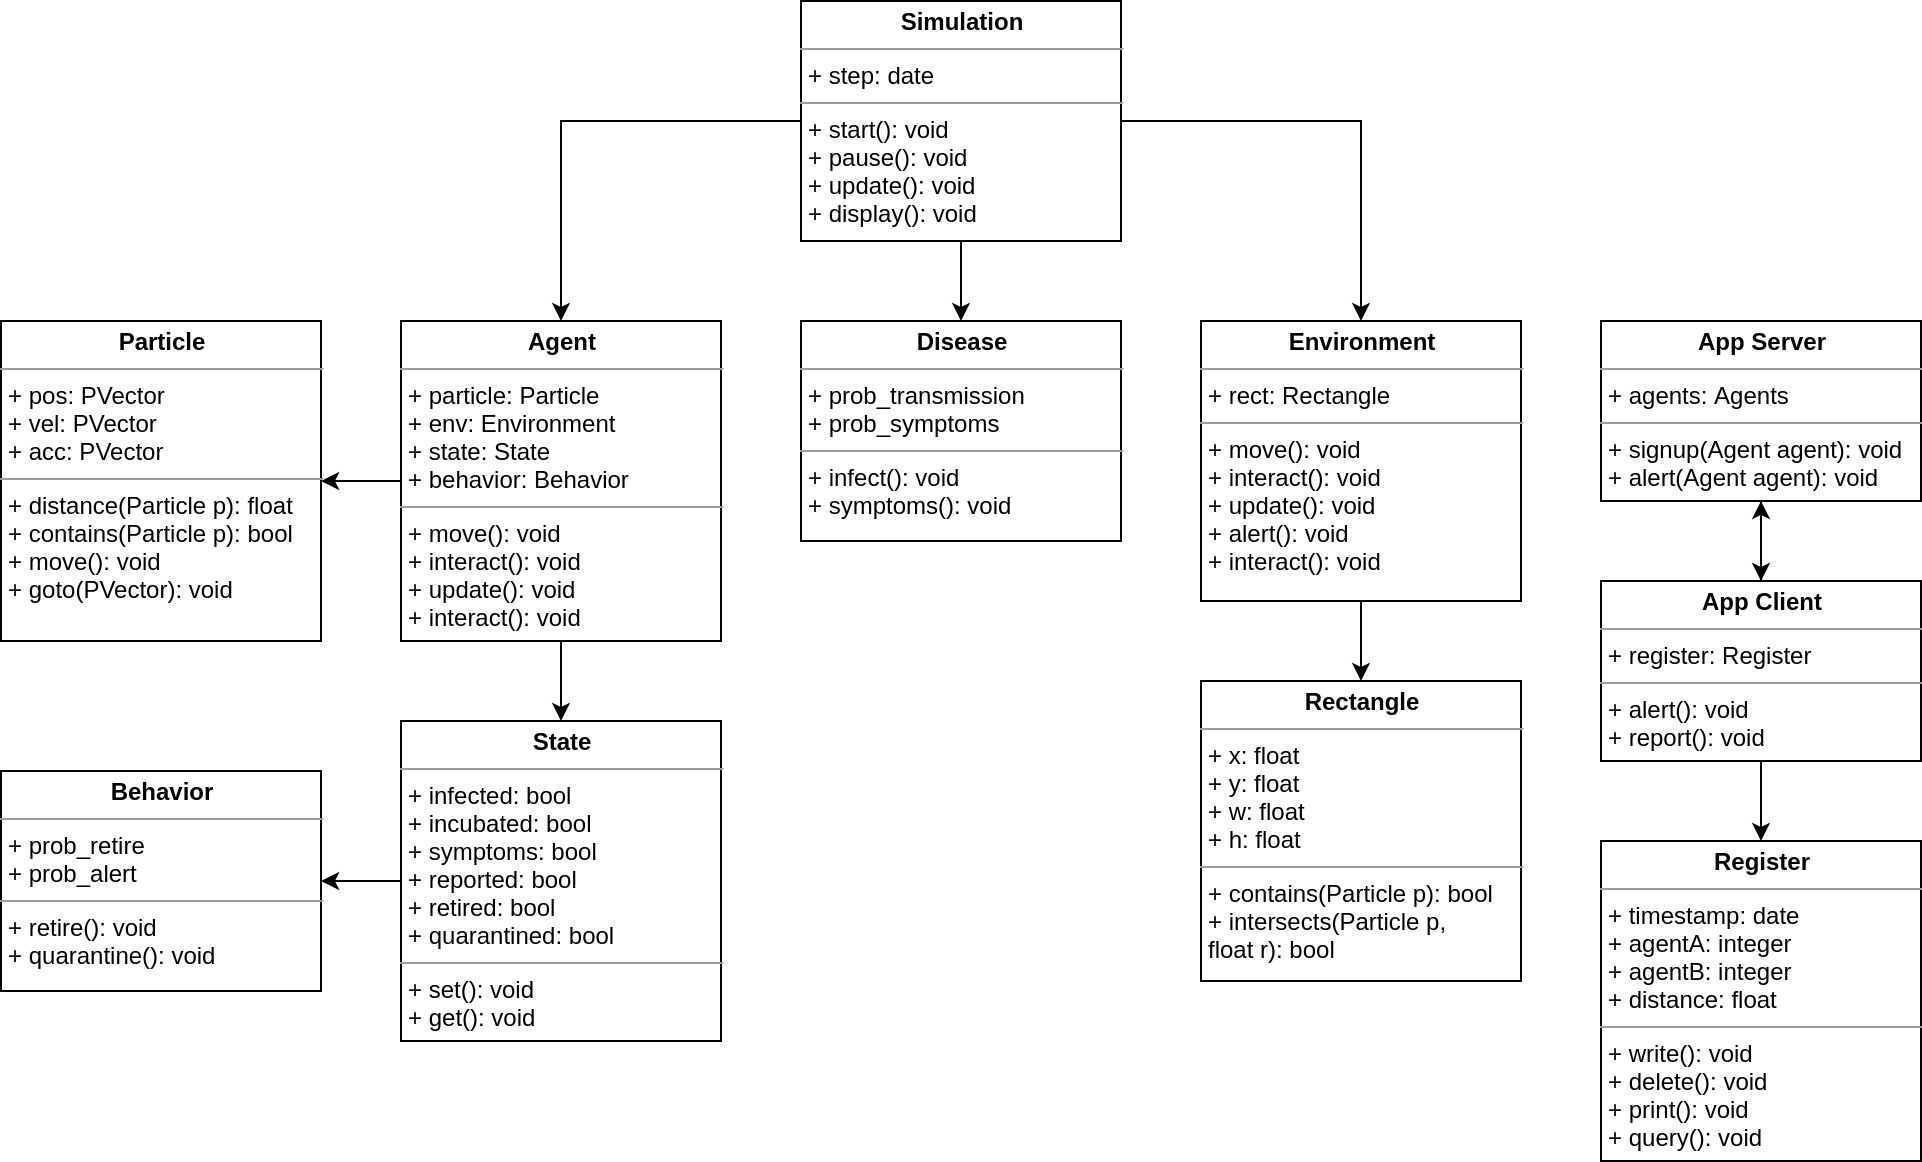 Simulation
+ step: date
+ start(): void
+ pause(): void
+ update(): void
+ display(): void
Particle
+ pos: PVector
+ vel: PVector
+ acc: PVector
+ distance(Particle p): float
+ contains(Particle p): bool
+ move(): void
+ goto(PVector): void
Agent
+ particle: Particle
+ env: Environment
+ state: State
+ behavior: Behavior
+ move(): void
+ interact(): void
+ update(): void
+ interact(): void
Disease
+ prob_transmission
+ prob_symptoms
+ infect(): void
+ symptoms(): void
Environment
+ rect: Rectangle
+ move(): void
+ interact(): void
+ update(): void
+ alert(): void
+ interact(): void
App Server
+ agents: Agents
+ signup(Agent agent): void
+ alert(Agent agent): void
App Client
+ register: Register
+ alert(): void
+ report(): void
Behavior
+ prob_retire
+ prob_alert
+ retire(): void
+ quarantine(): void
State
+ infected: bool
+ incubated: bool
+ symptoms: bool
+ reported: bool
+ retired: bool
+ quarantined: bool
+ set(): void
+ get(): void
Rectangle
+ x: float
+ y: float
+ w: float
+ h: float
+ contains(Particle p): bool
+ intersects(Particle p,
float r): bool
Register
+ timestamp: date
+ agentA: integer
+ agentB: integer
+ distance: float
+ write(): void
+ delete(): void
+ print(): void
+ query(): void